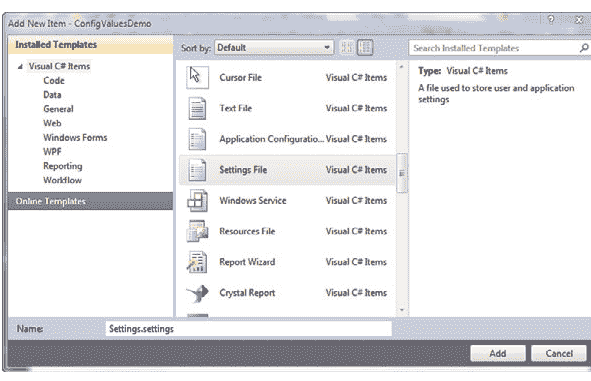 Add New Item - ConfigValuesDemo
Installed Templates
Sort by: Default
Search Installed Templates
Visual C# Items
Code
Data
General
Web
Windows Forms
WPF
Reporting
Workflow
Online Templates
Cursor File Visual C# Items
Text File Visual C# Items
Application Configuratio... Visual C# Items
Settings File Visual C# Items
Windows Service Visual C# Items
Resources File Visual C# Items
Report Wizard Visual C# Items
Crystal Report Visual C# Items
Type: Visual C# Items
A file used to store user and application
settings
Name: Settings.settings
Add Cancel